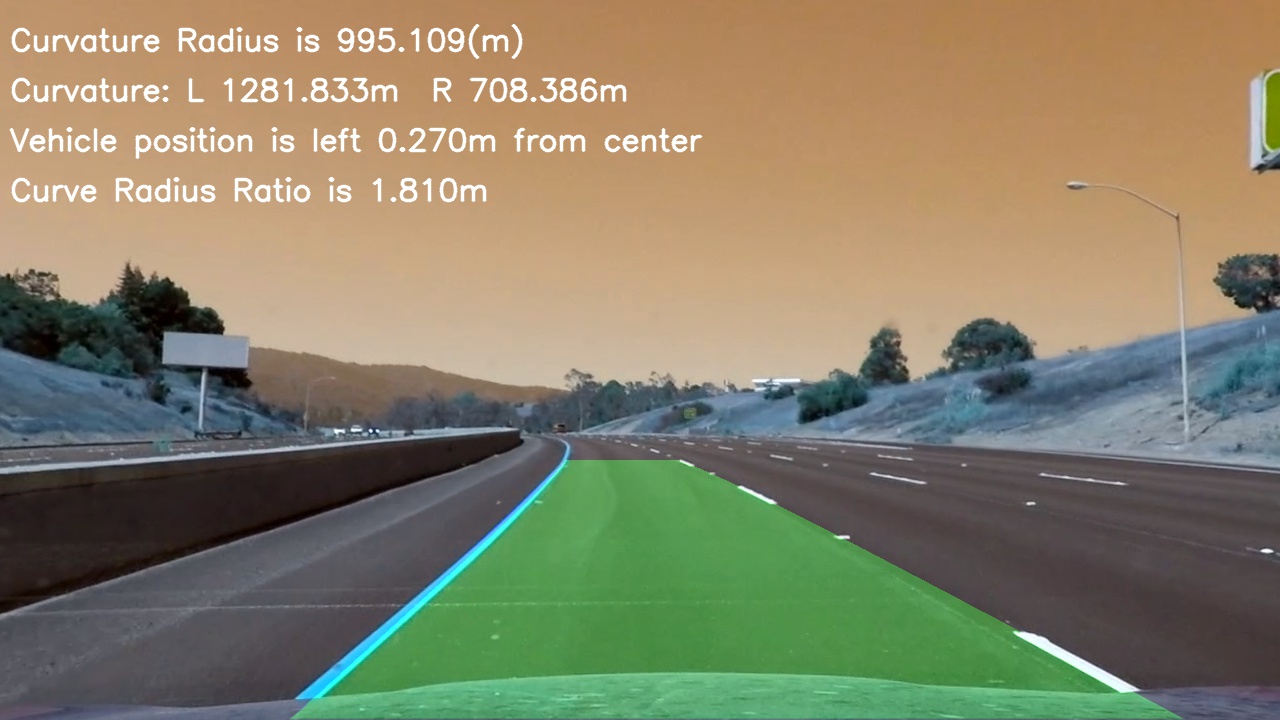 Curvature Radius is 995.109(m)
Curvature: L 1281.833m R 708.386m
Vehicle position is left 0.270m from center
Curve Radius Ratio is 1.810m